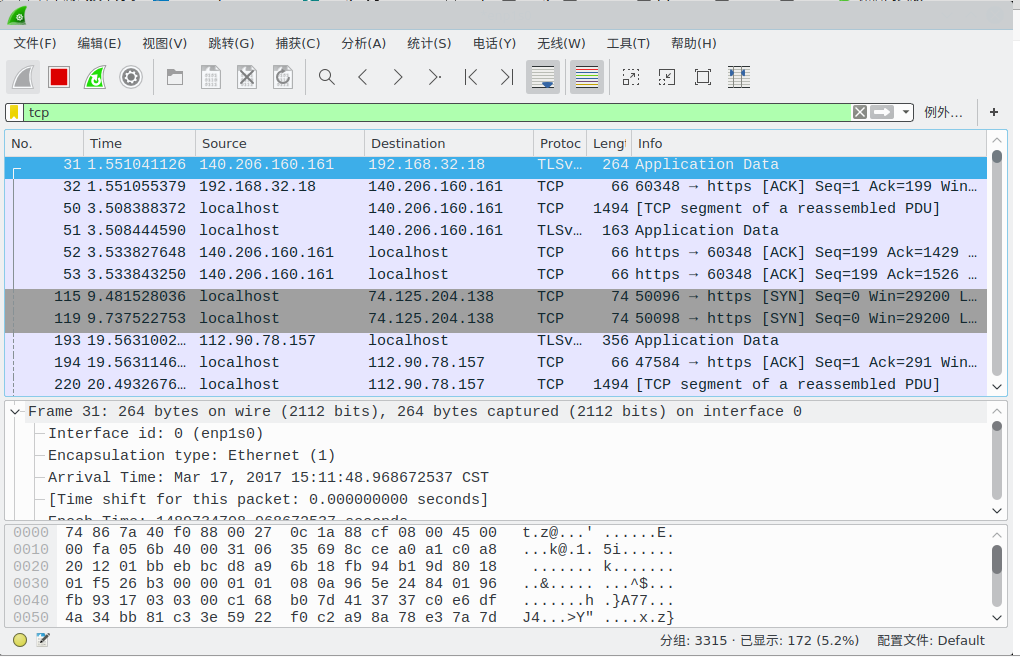 文件(F) 编辑(E) 视图(V) 跳转(G) 捕获(C) 分析(A) 统计(S) 电话(Y) 无线(W) 工具(T) 帮助(H)
tcp 例外… +
No. Time Source Destination Protoc Lengt Info
31 1.551041126 140.206.160.161 192.168.32.18 TLSv… 264 Application Data
32 1.551055379 192.168.32.18 140.206.160.161 TCP 66 60348 → https [ACK] Seq=1 Ack=199 Win…
50 3.508388372 localhost 140.206.160.161 TCP 1494 [TCP segment of a reassembled PDU]
51 3.508444590 localhost 140.206.160.161 TLSv… 163 Application Data
52 3.533827648 140.206.160.161 localhost TCP 66 https → 60348 [ACK] Seq=199 Ack=1429 …
53 3.533843250 140.206.160.161 localhost TCP 66 https → 60348 [ACK] Seq=199 Ack=1526 …
115 9.481528036 localhost 74.125.204.138 TCP 74 50096 → https [SYN] Seq=0 Win=29200 L…
119 9.737522753 localhost 74.125.204.138 TCP 74 50098 → https [SYN] Seq=0 Win=29200 L…
193 19.5631002… 112.90.78.157 localhost TLSv… 356 Application Data
194 19.5631146… localhost 112.90.78.157 TCP 66 47584 → https [ACK] Seq=1 Ack=291 Win…
220 20.4932676… localhost 112.90.78.157 TCP 1494 [TCP segment of a reassembled PDU]
Frame 31: 264 bytes on wire (2112 bits), 264 bytes captured (2112 bits) on interface 0
Interface id: 0 (enp1s0)
Encapsulation type: Ethernet (1)
Arrival Time: Mar 17, 2017 15:11:48.968672537 CST
[Time shift for this packet: 0.000000000 seconds]
Epoch Time: 1489734708.968672537 seconds
0000 74 86 7a 40 f0 88 00 27 0c 1a 88 cf 08 00 45 00 t.z@...' ......E.
0010 00 fa 05 6b 40 00 31 06 35 69 8c ce a0 a1 c0 a8 ...k@.1. 5i......
0020 20 12 01 bb eb bc d8 a9 6b 18 fb 94 b1 9d 80 18 ....... k.......
0030 01 f5 26 b3 00 00 01 01 08 0a 96 5e 24 84 01 96 ..&..... ...^$...
0040 fb 93 17 03 03 00 c1 68 b0 7d 41 37 37 c0 e6 df .......h .}A77...
0050 4a 34 bb 81 c3 3e 59 22 f0 c2 a9 8a 78 e3 7a 7d J4...>Y" ....x.z}
分组: 3315 · 已显示: 172 (5.2%) 配置文件: Default